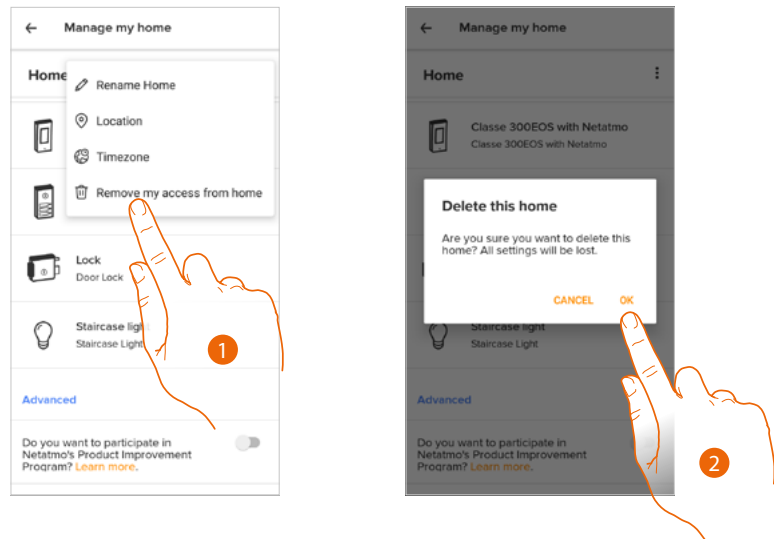 Manage my home
Home
Rename Home
Location
Timezone
Remove my access from home
Lock
Door Lock
Staircase lig
Staircase Light
1
Advanced
Do you want to participate in
Netatmo's Product Improvement
Program? Learn more.
Manage my home
Home
Classe 300EOS with Netatmo
Classe 300EOS with Netatmo
Delete this home
Are you sure you want to delete this
home? All settings will be lost.
CANCEL OK
Staircase light
Staircase Light
Advanced
Do you want to participate in
Netatmo's Product Improvement
Program? Learn more.
2